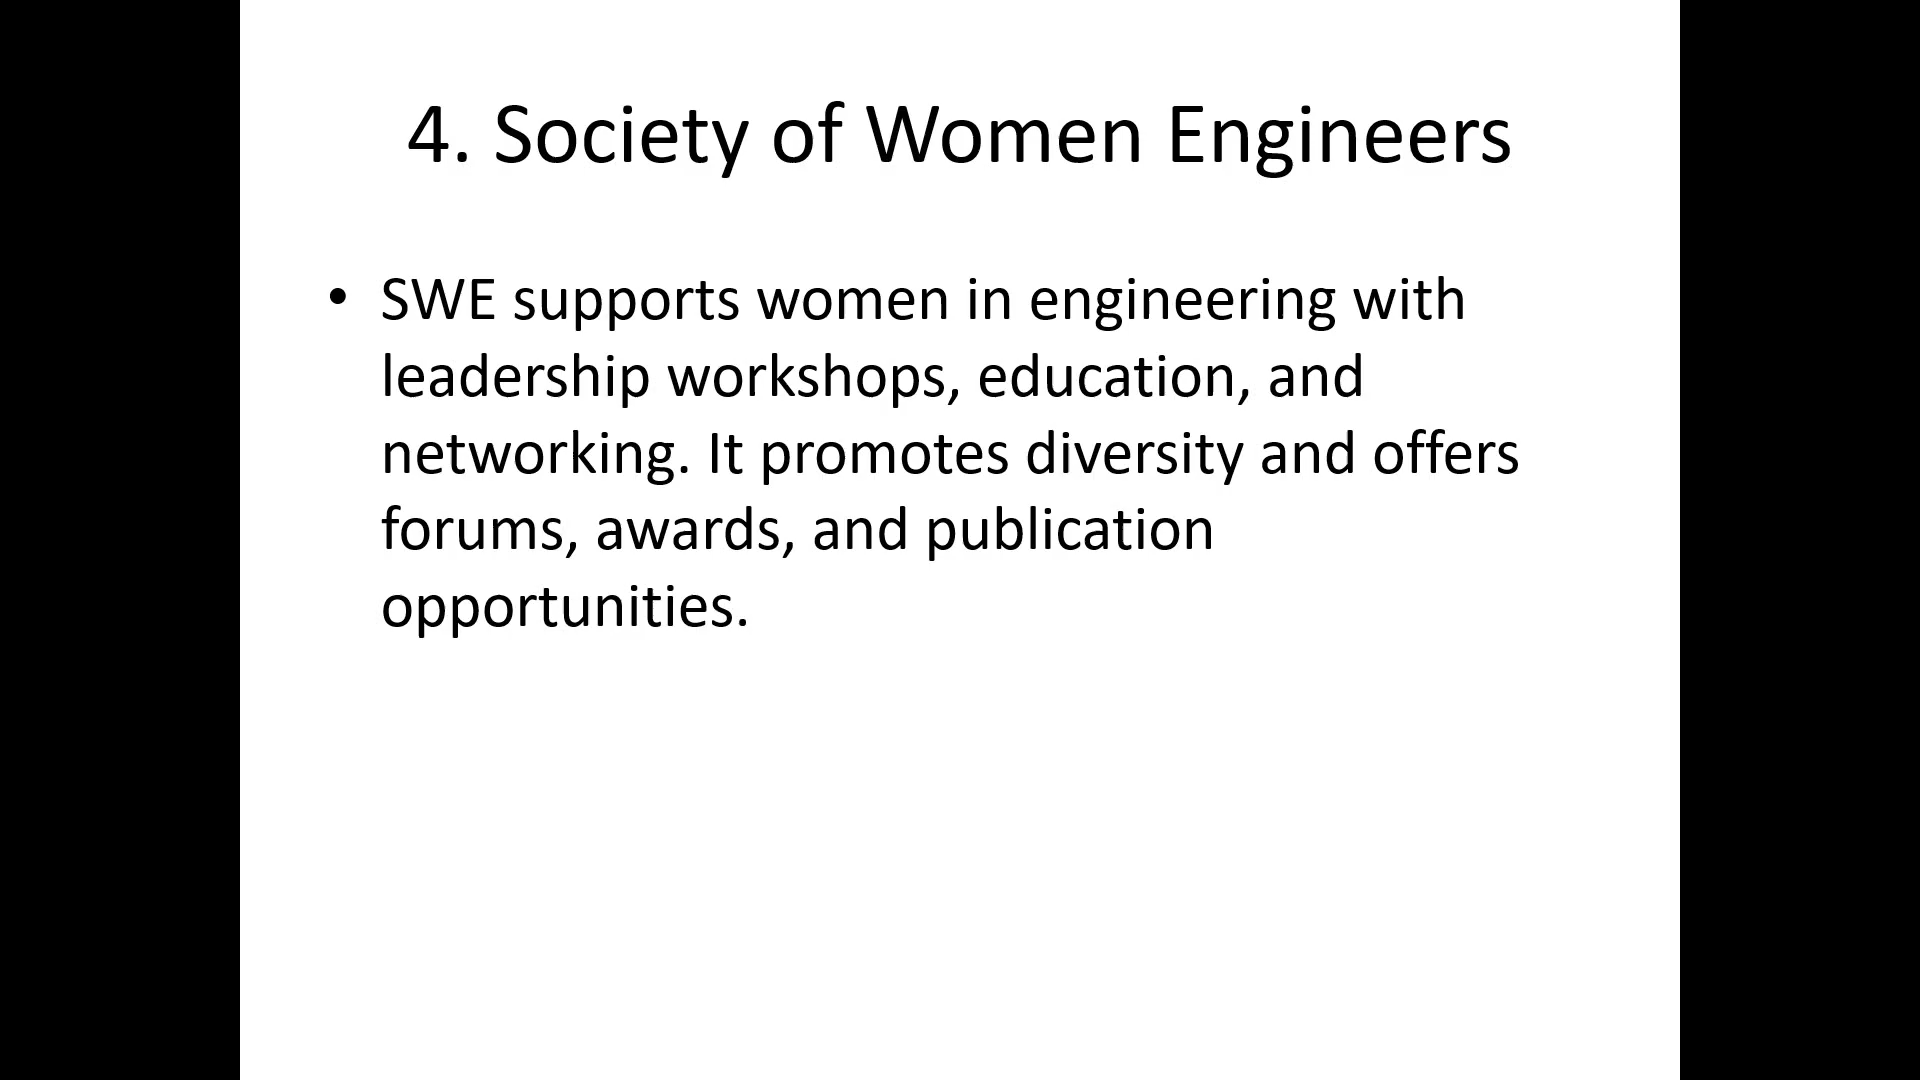 4. Society of Women Engineers
• SWE supports women in engineering with
leadership workshops, education, and
networking. It promotes diversity and offers
forums, awards, and publication
opportunities.